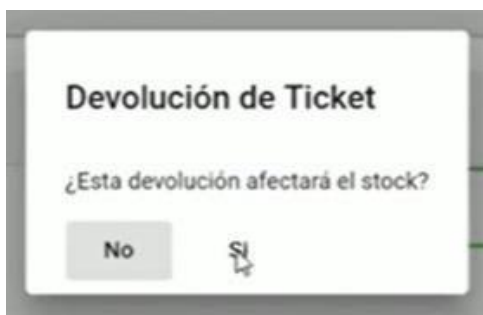 Devolución de Ticket
¿Esta devolución afectará el stock?
No Si